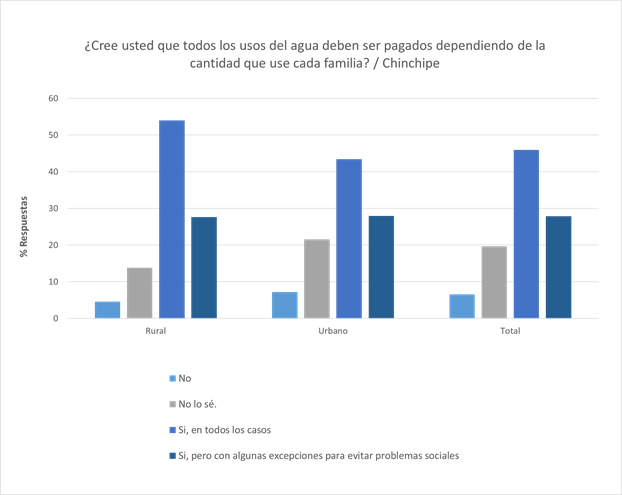 ¿Cree usted que todos los usos del agua deben ser pagados dependiendo de la
cantidad que use cada familia? / Chinchipe
60
50
40
30
20
10
0
% Respuestas
Rural
Urbano
Total
No
No lo sé.
Si, en todos los casos
Si, pero con algunas excepciones para evitar problemas sociales